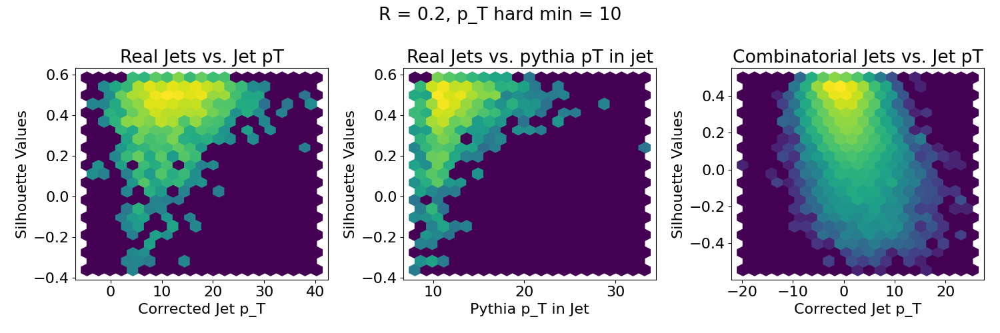 R = 0.2, p_T hard min = 10
Real Jets vs. Jet pT
0.6
0.4
0.2
0.0
−0.2
−0.4
Silhouette Values
0 10 20 30 40
Corrected Jet p_T
Real Jets vs. pythia pT in jet
0.6
0.4
0.2
0.0
−0.2
−0.4
Silhouette Values
10 20 30
Pythia p_T in Jet
Combinatorial Jets vs. Jet pT
0.4
0.2
0.0
−0.2
−0.4
Silhouette Values
−20 −10 0 10 20
Corrected Jet p_T